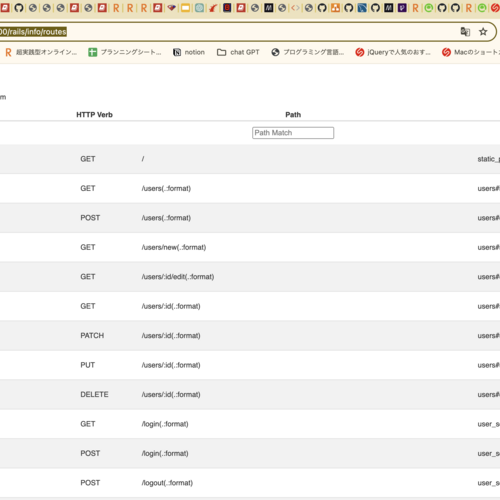 00/rails/info/routes
超実践型オンライン... プランニングシート... notion chat GPT プログラミング言語... jQueryで人気のおす... Macのショート
m
HTTP Verb Path
Path Match
GET / static_p
GET /users(.:format) users#
POST /users(.:format) users#
GET /users/new(.:format) users#
GET /users/:id/edit(.:format) users#
GET /users/:id(.:format) users#
PATCH /users/:id(.:format) users#
PUT /users/:id(.:format) users#
DELETE /users/:id(.:format) users#
GET /login(.:format) user_s
POST /login(.:format) user_s
POST /logout(.:format) user_s